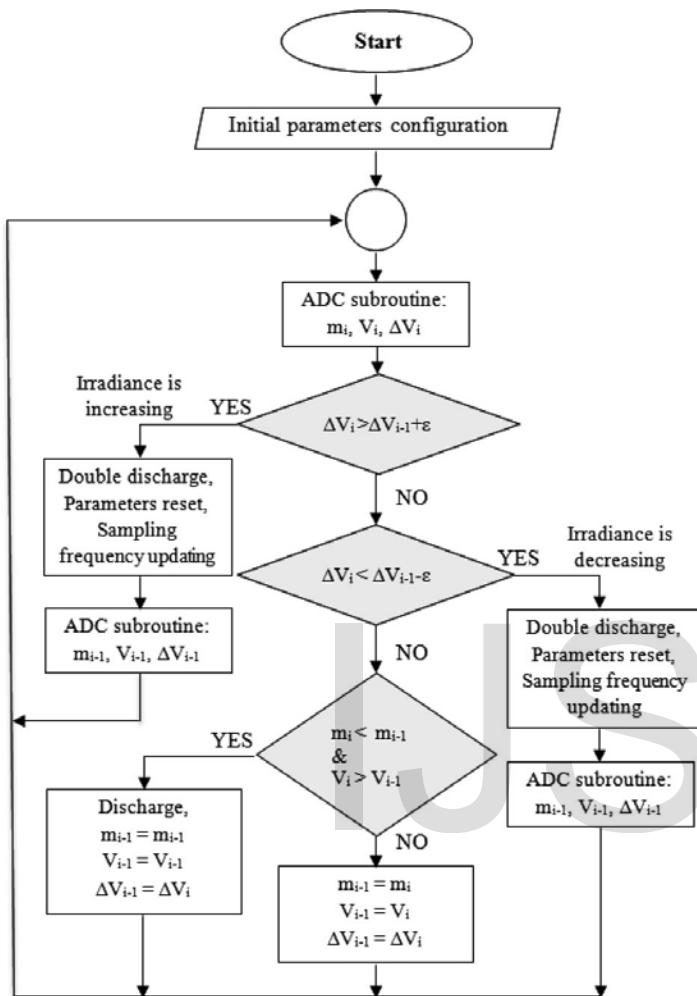 Start
Initial parameters configuration
ADC subroutine:
mᵢ, Vᵢ, ΔVᵢ
Irradiance is
increasing
YES
ΔVᵢ>ΔVᵢ₋₁+ε
Double discharge,
Parameters reset,
Sampling
frequency updating
NO
ΔVᵢ< ΔVᵢ₋₁-ε
YES
Irradiance is
decreasing
ADC subroutine:
mᵢ₋₁, Vᵢ₋₁, ΔVᵢ₋₁
NO
Double discharge,
Parameters reset,
Sampling frequency
updating
YES
mᵢ< mᵢ₋₁
&
Vᵢ> Vᵢ₋₁
ADC subroutine:
mᵢ₋₁, Vᵢ₋₁, ΔVᵢ₋₁
Discharge,
mᵢ₋₁ = mᵢ₋₁
Vᵢ₋₁ = Vᵢ₋₁
ΔVᵢ₋₁ = ΔVᵢ
NO
mᵢ₋₁ = mᵢ
Vᵢ₋₁ = Vᵢ
ΔVᵢ₋₁ = ΔVᵢ
IJS